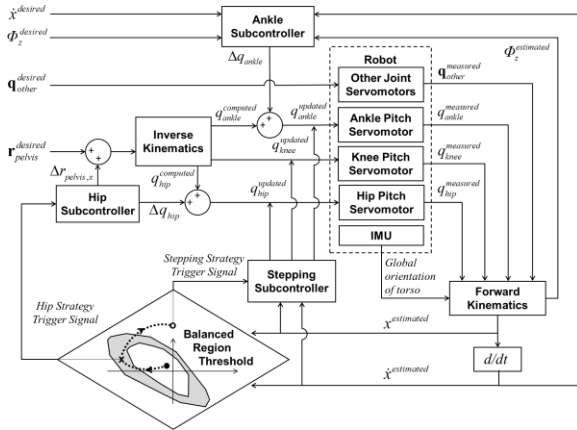 ẋ^desired
Φ_z^desired
Ankle
Subcontroller
Δq_ankle
Φ_z^estimated
Robot
q_other^desired
Other Joint
Servomotors
q_other^measured
q_ankle^computed
q_ankle^updated
Ankle Pitch
Servomotor
q_ankle^measured
r_pelvis^desired
+
+
Inverse
Kinematics
+
+
q_knee^updated
Knee Pitch
Servomotor
q_knee^measured
Δr_pelvis,x
q_hip^computed
Hip
Subcontroller
Δq_hip
+
+
q_hip^updated
Hip Pitch
Servomotor
q_hip^measured
IMU
Stepping Strategy
Trigger Signal
Stepping
Subcontroller
Global
orientation
of torso
Forward
Kinematics
Hip Strategy
Trigger Signal
Balanced
Region
Threshold
x
x^estimated
d/dt
ẋ^estimated